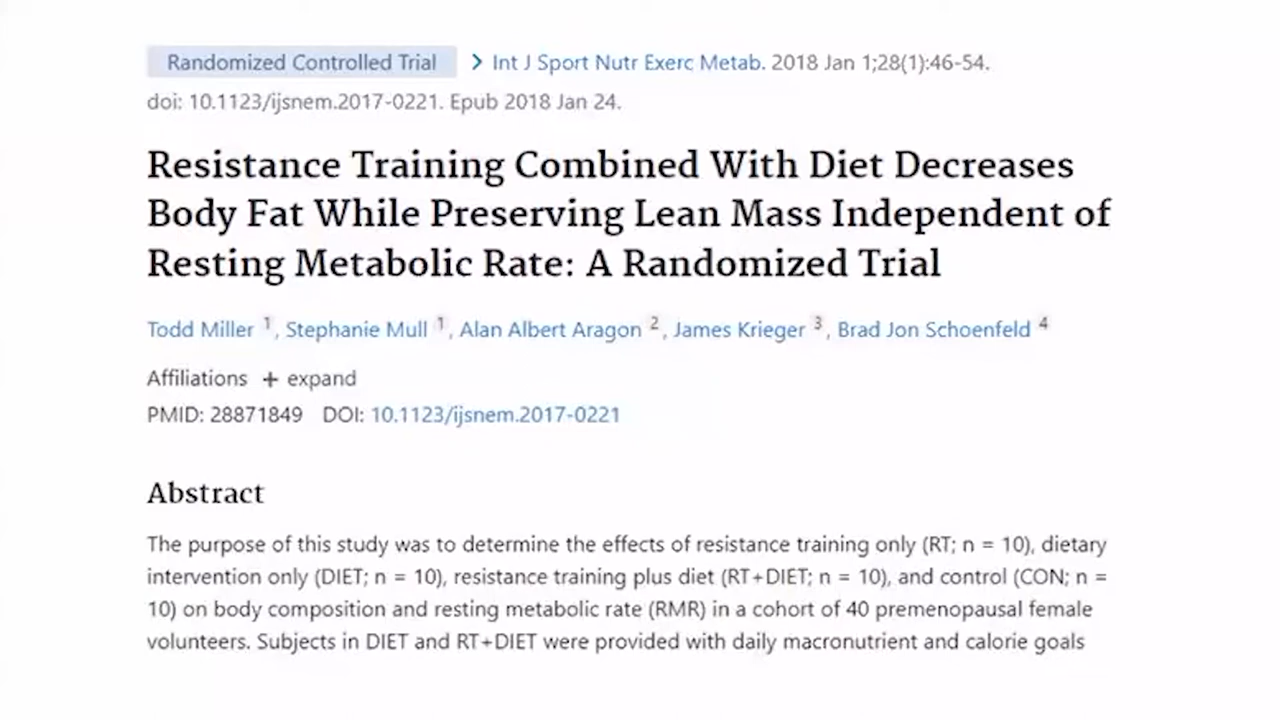 Randomized Controlled Trial > Int J Sport Nutr Exerc Metab. 2018 Jan 1;28(1):46-54.
doi: 10.1123/ijsnem.2017-0221. Epub 2018 Jan 24.
Resistance Training Combined With Diet Decreases
Body Fat While Preserving Lean Mass Independent of
Resting Metabolic Rate: A Randomized Trial
Todd Miller 1, Stephanie Mull 1, Alan Albert Aragon 2, James Krieger 3, Brad Jon Schoenfeld 4
Affiliations + expand
PMID: 28871849 DOI: 10.1123/ijsnem.2017-0221
Abstract
The purpose of this study was to determine the effects of resistance training only (RT; n = 10), dietary
intervention only (DIET; n = 10), resistance training plus diet (RT+DIET; n = 10), and control (CON; n =
10) on body composition and resting metabolic rate (RMR) in a cohort of 40 premenopausal female
volunteers. Subjects in DIET and RT+DIET were provided with daily macronutrient and calorie goals